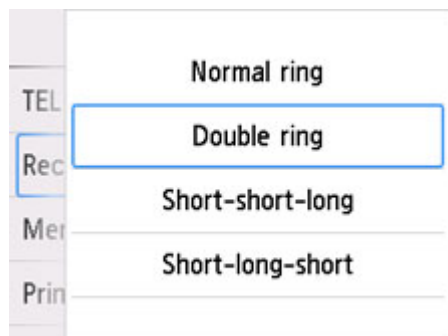 Normal ring
TEL
Double ring
Rec
Short-short-long
Mer
Short-long-short
Prin